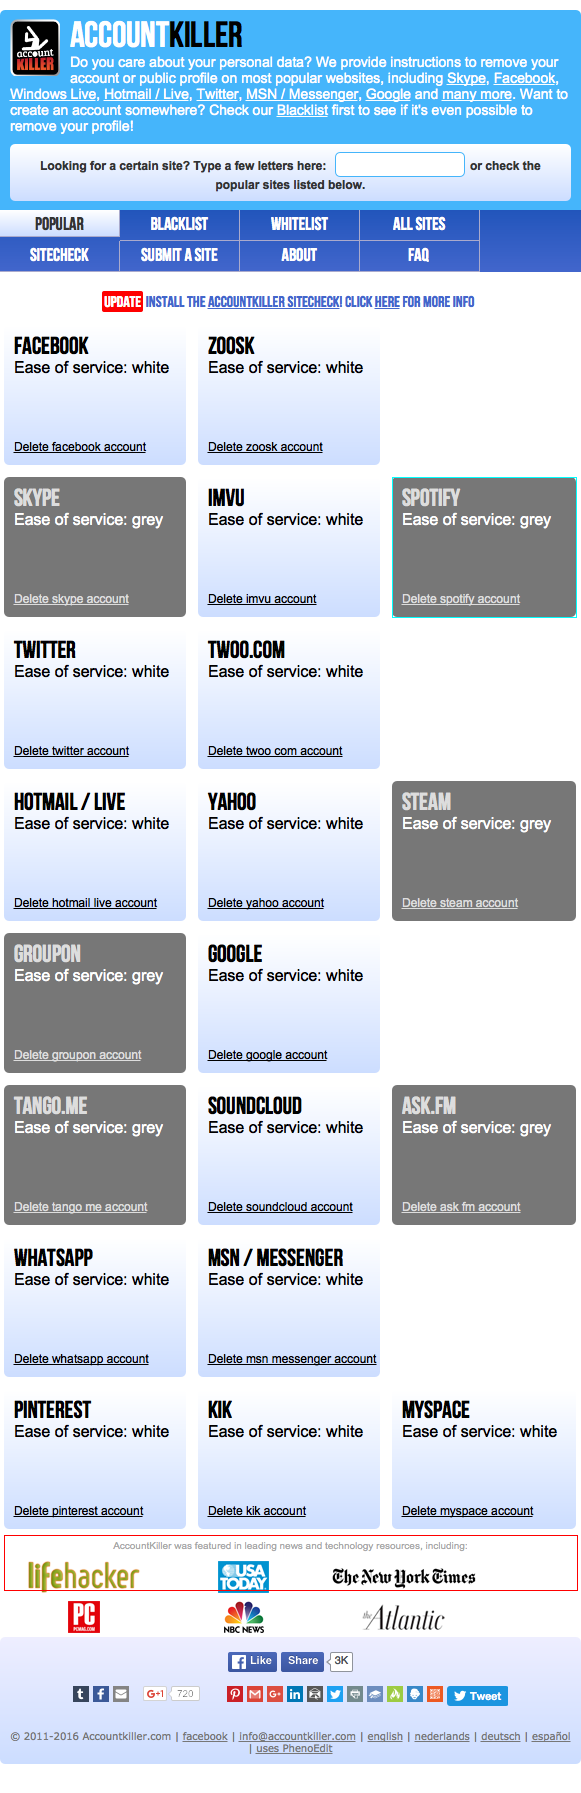 ACCOUNTKILLER
account
KILLER
Do you care about your personal data? We provide instructions to remove your
account or public profile on most popular websites, including Skype, Facebook,
Windows Live, Hotmail / Live, Twitter, MSN / Messenger, Google and many more. Want to
create an account somewhere? Check our Blacklist first to see if it's even possible to
remove your profile!
Looking for a certain site? Type a few letters here: or check the
popular sites listed below.
POPULAR BLACKLIST WHITELIST ALL SITES
SITECHECK SUBMIT A SITE ABOUT FAQ
UPDATE INSTALL THE ACCOUNTKILLER SITECHECK! CLICK HERE FOR MORE INFO
FACEBOOK ZOOSK
Ease of service: white Ease of service: white
Delete facebook account Delete zoosk account
SKYPE IMVU SPOTIFY
Ease of service: grey Ease of service: white Ease of service: grey
Delete skype account Delete imvu account Delete spotify account
TWITTER TWOO.COM
Ease of service: white Ease of service: white
Delete twitter account Delete twoo com account
HOTMAIL / LIVE YAHOO STEAM
Ease of service: white Ease of service: white Ease of service: grey
Delete hotmail live account Delete yahoo account Delete steam account
GROUPON GOOGLE
Ease of service: grey Ease of service: white
Delete groupon account Delete google account
TANGO.ME SOUNDCLOUD ASK.FM
Ease of service: grey Ease of service: white Ease of service: grey
Delete tango me account Delete soundcloud account Delete ask fm account
WHATSAPP MSN / MESSENGER
Ease of service: white Ease of service: white
Delete whatsapp account Delete msn messenger account
PINTEREST KIK MYSPACE
Ease of service: white Ease of service: white Ease of service: white
Delete pinterest account Delete kik account Delete myspace account
AccountKiller was featured in leading news and technology resources, including:
lifehacker USA TODAY The New York Times
PC PCMAG.COM NBC NEWS the Atlantic
Like Share 3K
G+1 720 Tweet
© 2011-2016 Accountkiller.com | facebook | info@accountkiller.com | english | nederlands | deutsch | español
| uses PhenoEdit